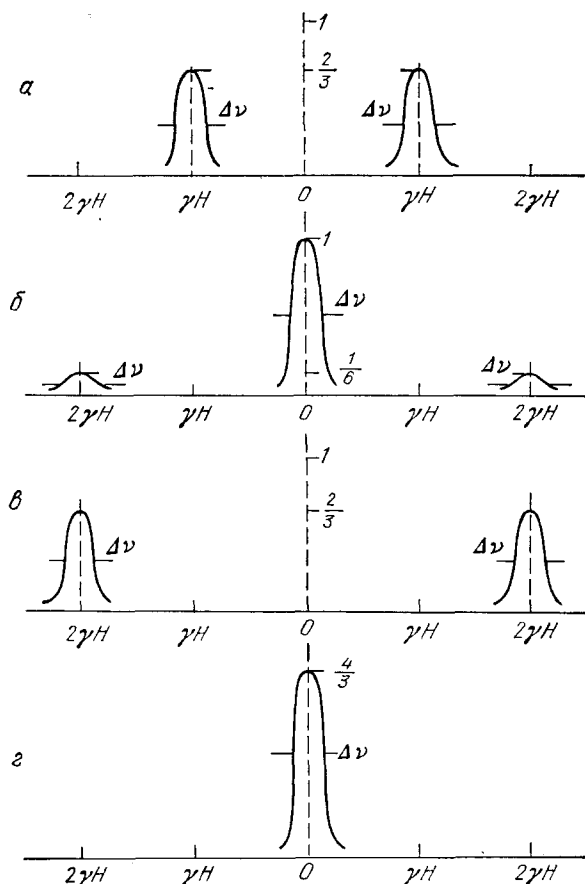 1
2/3
а
Δν Δν
2γH γH 0 γH 2γH
1
б
Δν Δν Δν
1/6
2γH γH 0 γH 2γH
1
в
2/3
Δν Δν
2γH γH 0 γH 2γH
4/3
г
Δν
2γH γH 0 γH 2γH